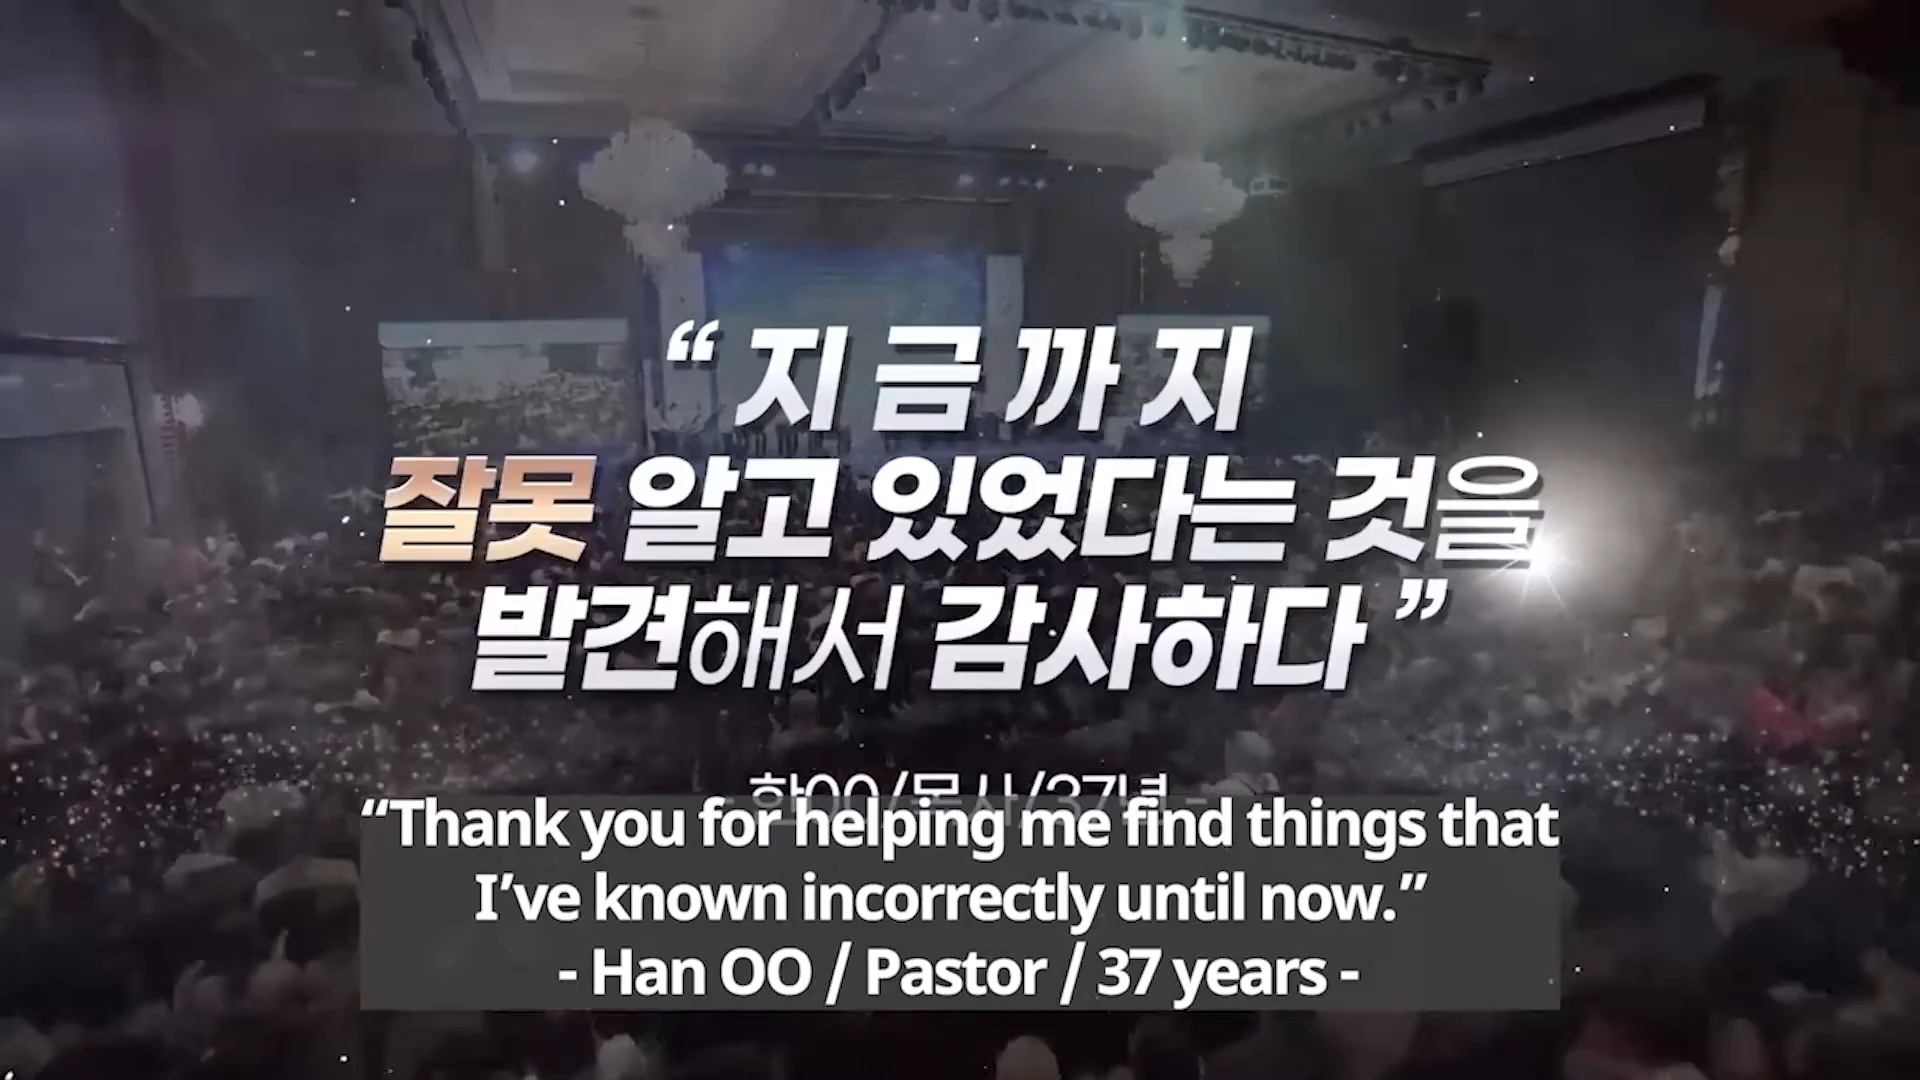 “ 지금까지
잘못 알고 있었다는 것을
발견해서 감사하다 ”
“Thank you for helping me find things that
I’ve known incorrectly until now.”
- Han OO / Pastor / 37 years -